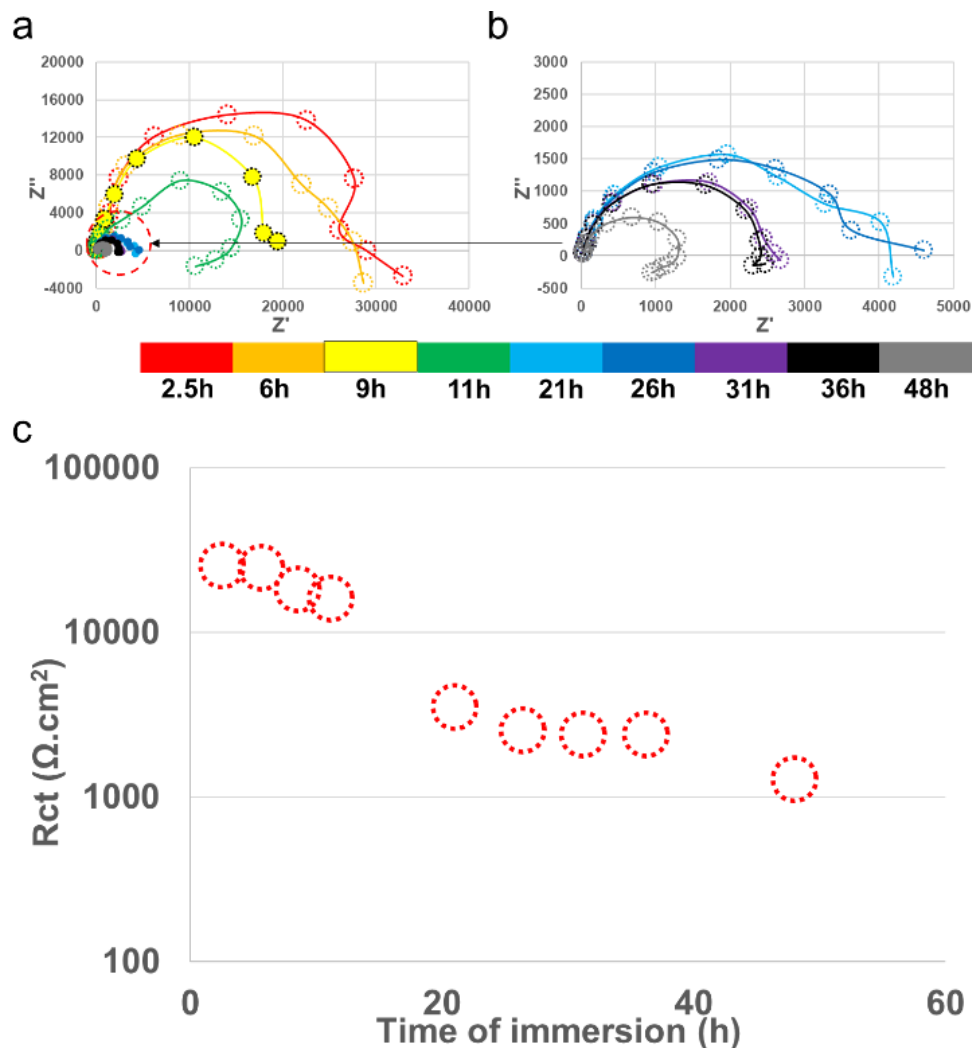 a
20000
16000
12000
8000
4000
0
-4000
Z''
0
10000
20000
30000
40000
Z'
b
3000
2500
2000
1500
1000
500
0
-500
Z''
0
1000
2000
3000
4000
5000
Z'
2.5h
6h
9h
11h
21h
26h
31h
36h
48h
c
100000
10000
1000
100
Rct (Ω.cm²)
0
20
40
60
Time of immersion (h)